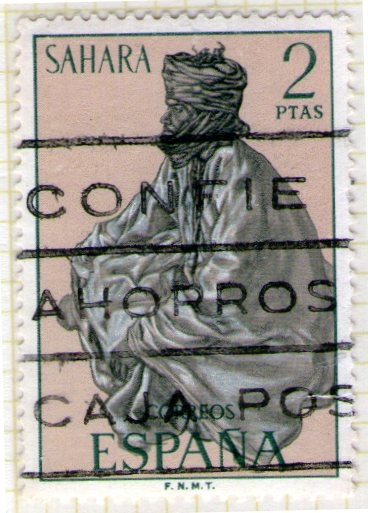 SAHARA 2
PTAS
CONFIE
AHORROS
CAJA POS
CORREOS
ESPAÑA
F.N.M.T.